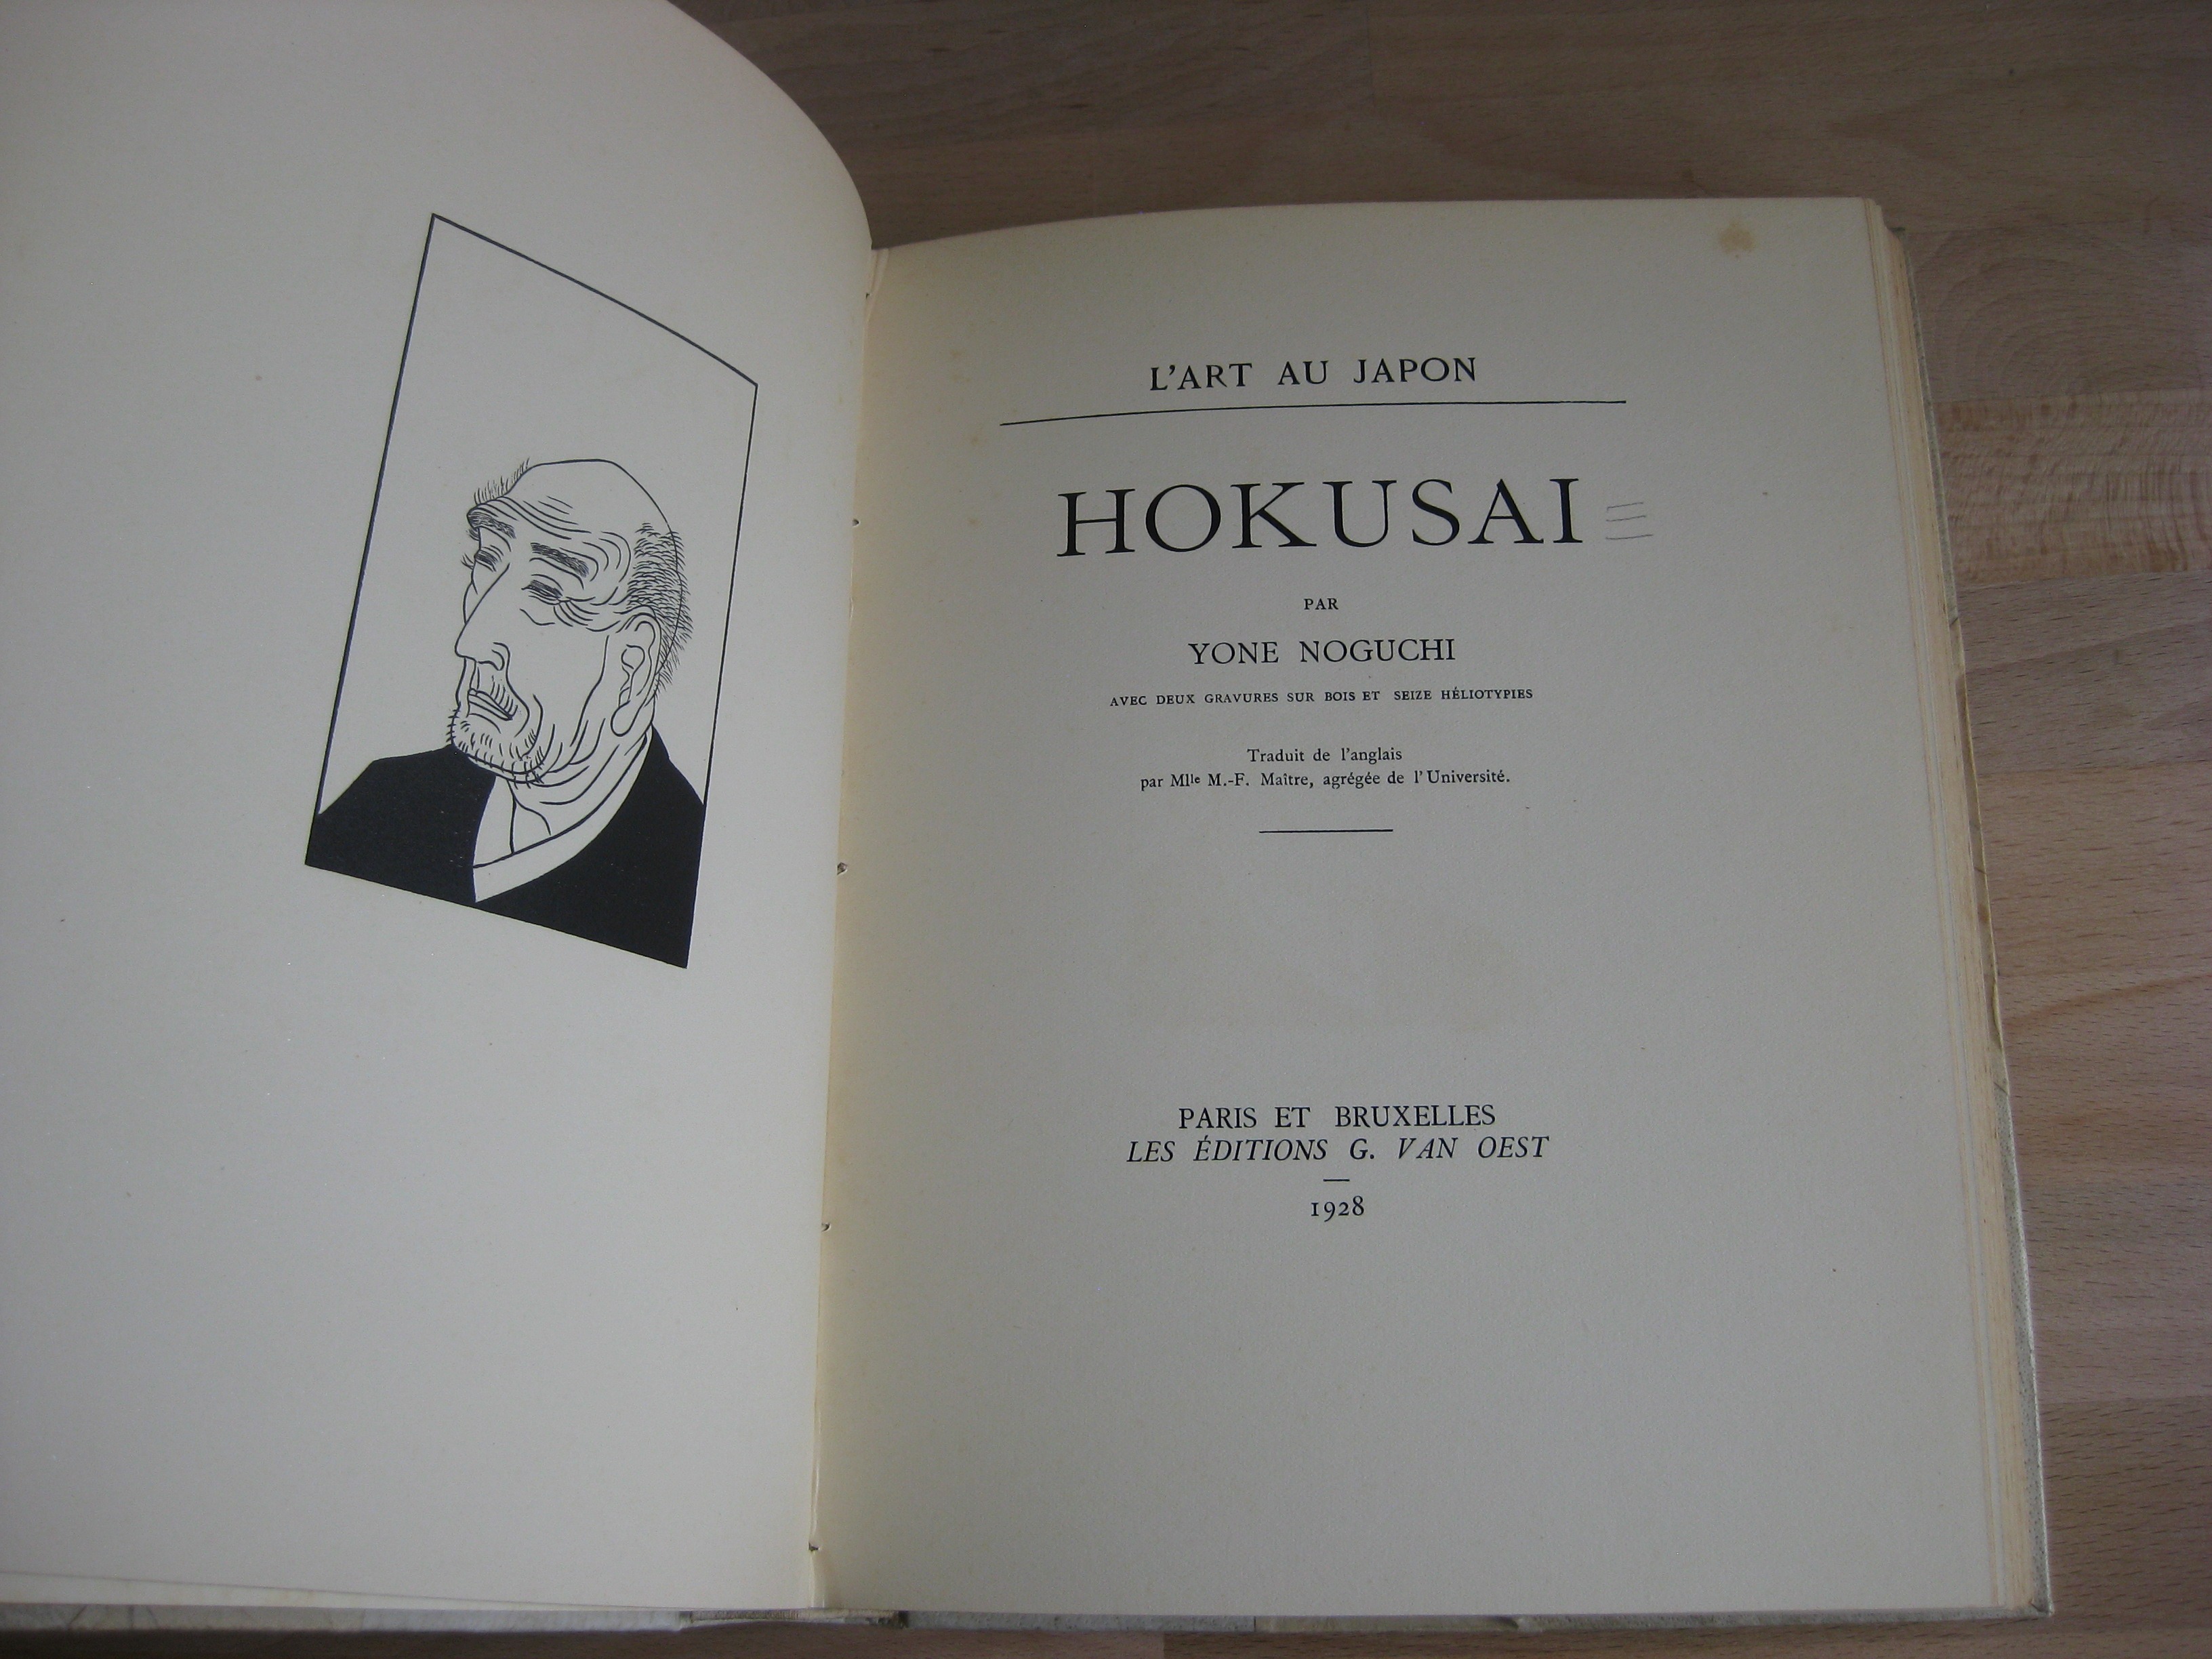 L'ART AU JAPON
HOKUSAI
PAR
YONE NOGUCHI
AVEC DEUX GRAVURES SUR BOIS ET SEIZE HÉLIOTYPIES
Traduit de l'anglais
par Mlle M.-F. Maître, agrégée de l'Université.
PARIS ET BRUXELLES
LES ÉDITIONS G. VAN OEST
1928